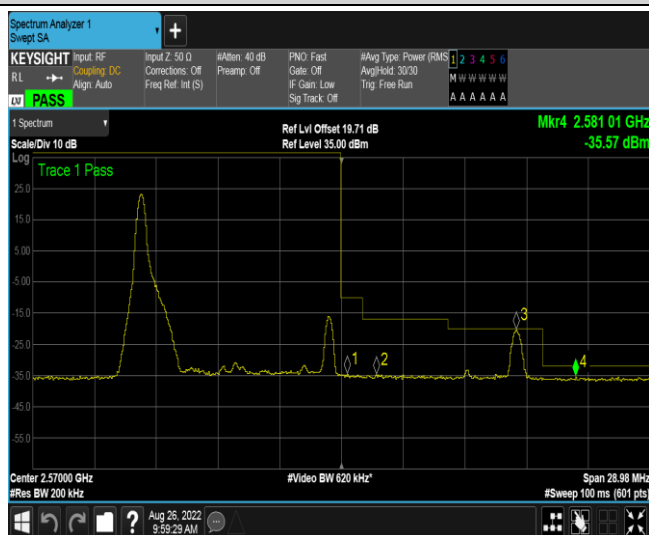 Spectrum Analyzer 1
Swept SA
+
KEYSIGHT
RL
LXI PASS
Input: RF
Coupling: DC
Align: Auto
Input Z: 50 Ω
Corrections: Off
Freq Ref: Int (S)
#Atten: 40 dB
Preamp: Off
PNO: Fast
Gate: Off
IF Gain: Low
Sig Track: Off
#Avg Type: Power (RMS
Avg|Hold: 30/30
Trig: Free Run
1 2 3 4 5 6
M W W W W W
A A A A A A
1 Spectrum
Scale/Div 10 dB
Ref Lvl Offset 19.71 dB
Ref Level 35.00 dBm
Mkr4 2.581 01 GHz
-35.57 dBm
Log
Trace 1 Pass
25.0
15.0
5.00
-5.00
-15.0
-25.0
-35.0
-45.0
-55.0
1
2
3
4
Center 2.57000 GHz
#Res BW 200 kHz
#Video BW 620 kHz*
Span 28.98 MHz
#Sweep 100 ms (601 pts)
?
Aug 26, 2022
9:59:29 AM